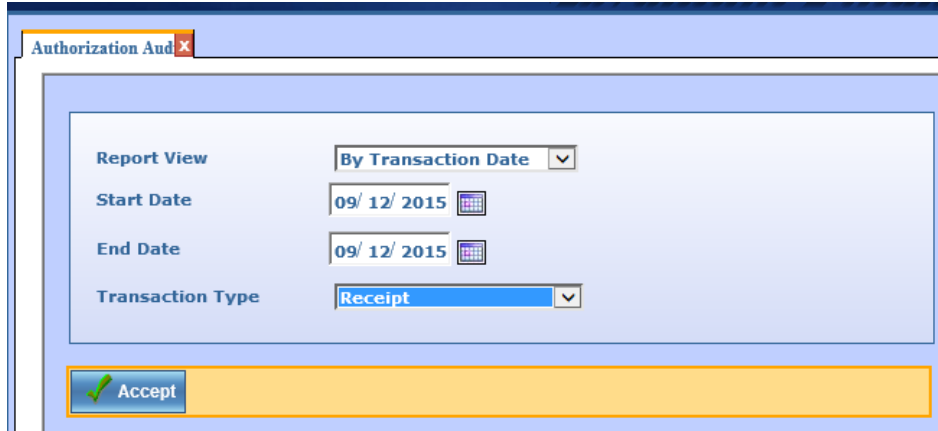 Authorization Aud
Report View By Transaction Date
Start Date 09/ 12/ 2015
End Date 09/ 12/ 2015
Transaction Type Receipt
Accept